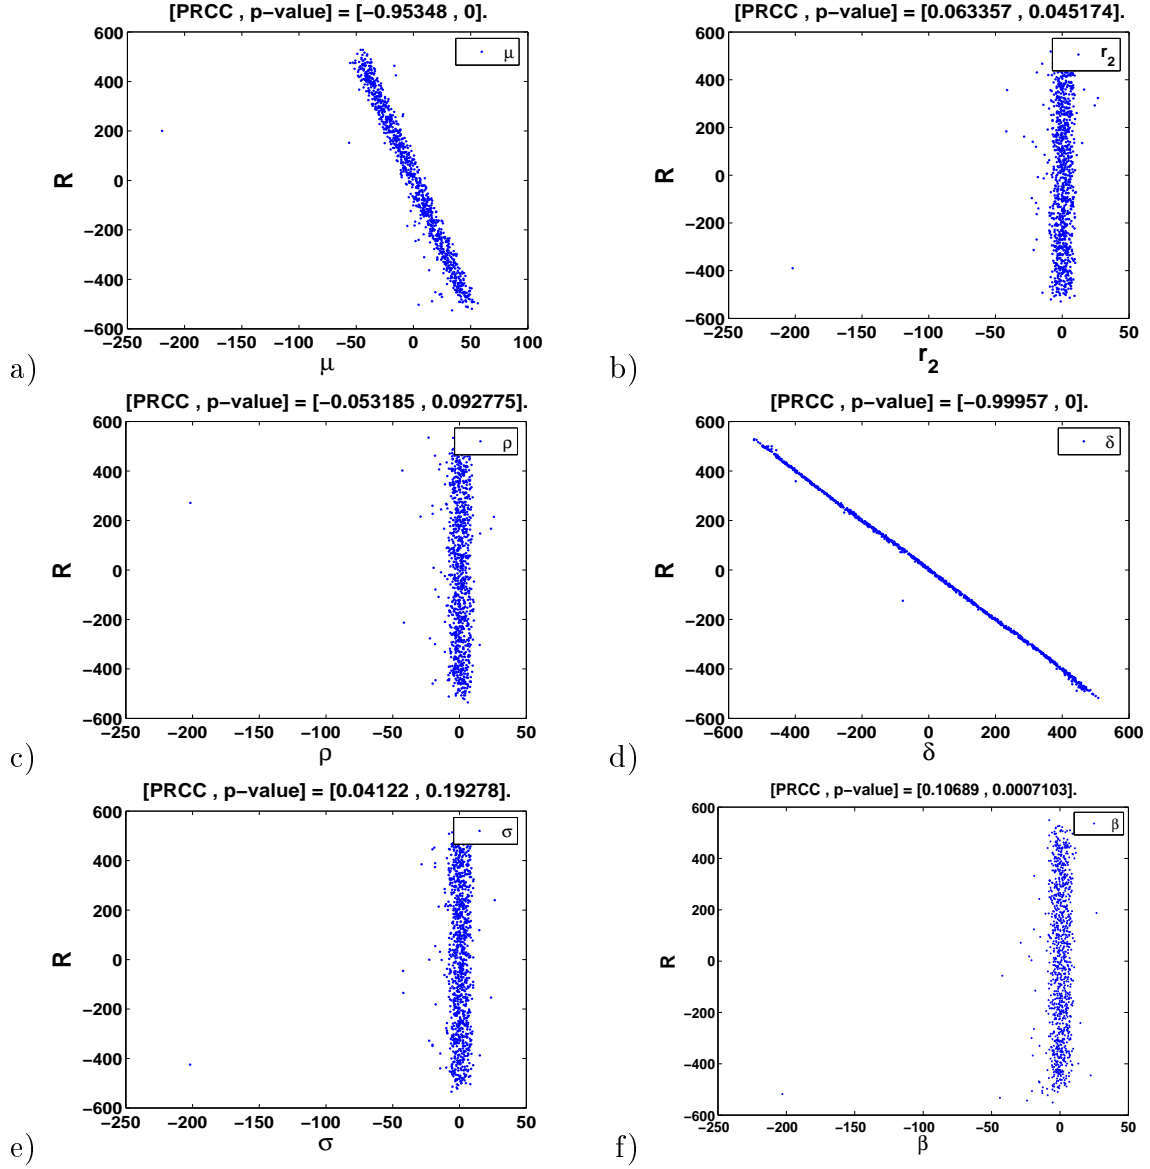 [PRCC , p−value] = [−0.95348 , 0].
600
400
200
0
−200
−400
−600
R
μ
−250 −200 −150 −100 −50 0 50 100
μ
a)
[PRCC , p−value] = [0.063357 , 0.045174].
600
400
200
0
−200
−400
−600
R
r2
−250 −200 −150 −100 −50 0 50
r2
b)
[PRCC , p−value] = [−0.053185 , 0.092775].
600
400
200
0
−200
−400
−600
R
ρ
−250 −200 −150 −100 −50 0 50
ρ
c)
[PRCC , p−value] = [−0.99957 , 0].
600
400
200
0
−200
−400
−600
R
δ
−600 −400 −200 0 200 400 600
δ
d)
[PRCC , p−value] = [0.04122 , 0.19278].
600
400
200
0
−200
−400
−600
R
σ
−250 −200 −150 −100 −50 0 50
σ
e)
[PRCC , p−value] = [0.10689 , 0.0007103].
600
400
200
0
−200
−400
−600
R
β
−250 −200 −150 −100 −50 0 50
β
f)